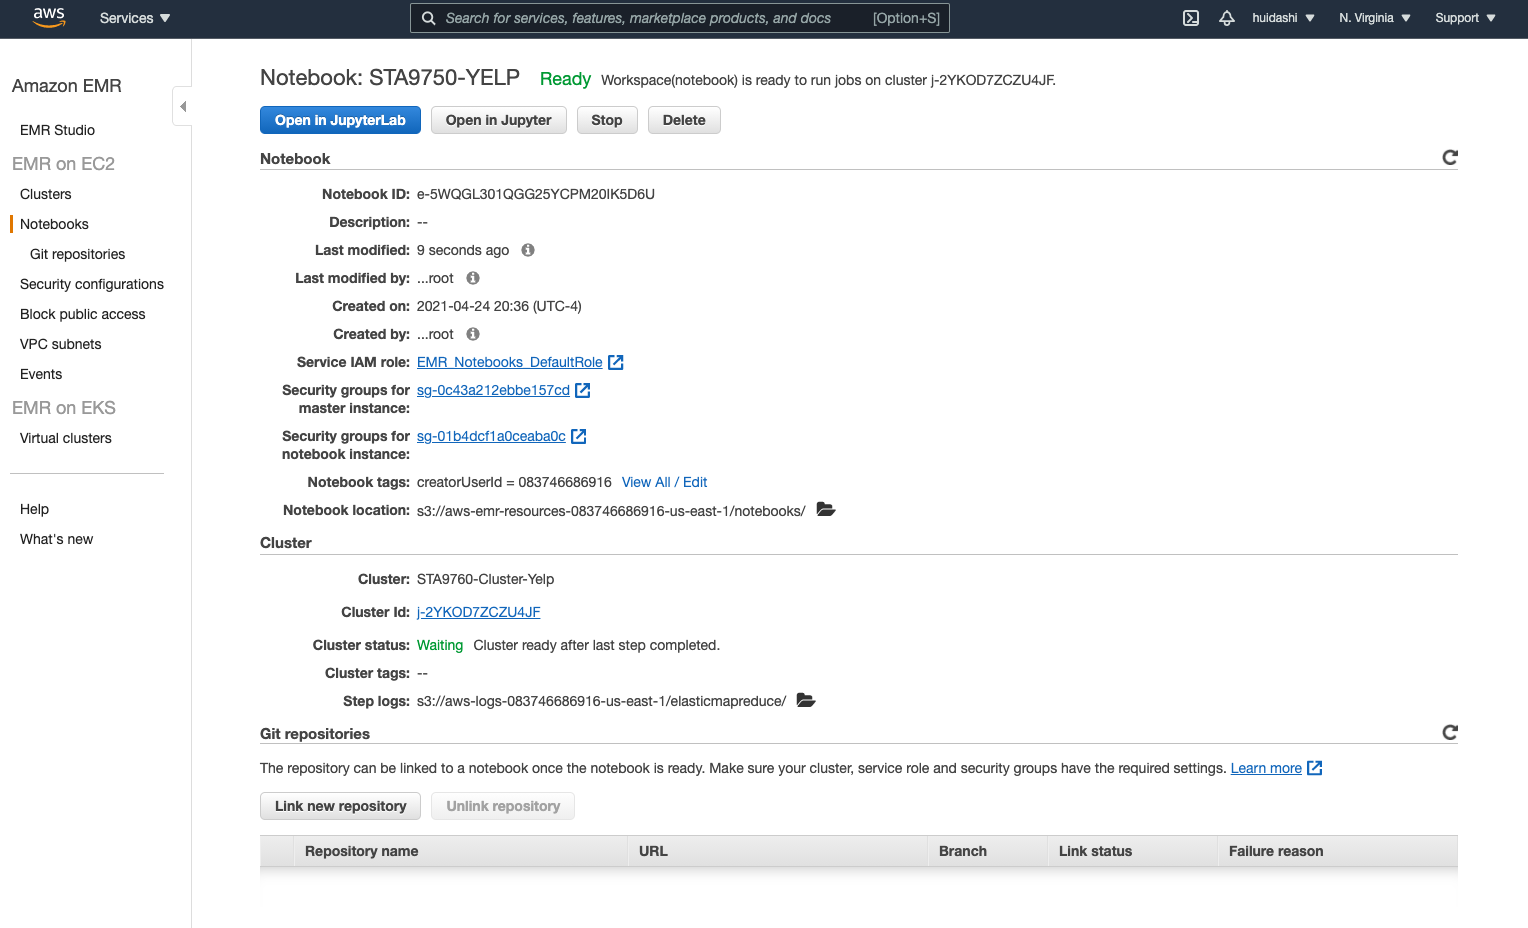 aws
Services
Search for services, features, marketplace products, and docs
[Option+S]
huidashi
N. Virginia
Support
Amazon EMR
EMR Studio
EMR on EC2
Clusters
Notebooks
Git repositories
Security configurations
Block public access
VPC subnets
Events
EMR on EKS
Virtual clusters
Help
What's new
Notebook: STA9750-YELP Ready Workspace(notebook) is ready to run jobs on cluster j-2YKOD7ZCZU4JF.
Open in JupyterLab
Open in Jupyter
Stop
Delete
Notebook
Notebook ID: e-5WQGL301QGG25YCPM20IK5D6U
Description: --
Last modified: 9 seconds ago
Last modified by: ...root
Created on: 2021-04-24 20:36 (UTC-4)
Created by: ...root
Service IAM role: EMR_Notebooks_DefaultRole
Security groups for sg-0c43a212ebbe157cd
master instance:
Security groups for sg-01b4dcf1a0ceaba0c
notebook instance:
Notebook tags: creatorUserId = 083746686916 View All / Edit
Notebook location: s3://aws-emr-resources-083746686916-us-east-1/notebooks/
Cluster
Cluster: STA9760-Cluster-Yelp
Cluster Id: j-2YKOD7ZCZU4JF
Cluster status: Waiting Cluster ready after last step completed.
Cluster tags: --
Step logs: s3://aws-logs-083746686916-us-east-1/elasticmapreduce/
Git repositories
The repository can be linked to a notebook once the notebook is ready. Make sure your cluster, service role and security groups have the required settings. Learn more
Link new repository
Unlink repository
Repository name
URL
Branch
Link status
Failure reason